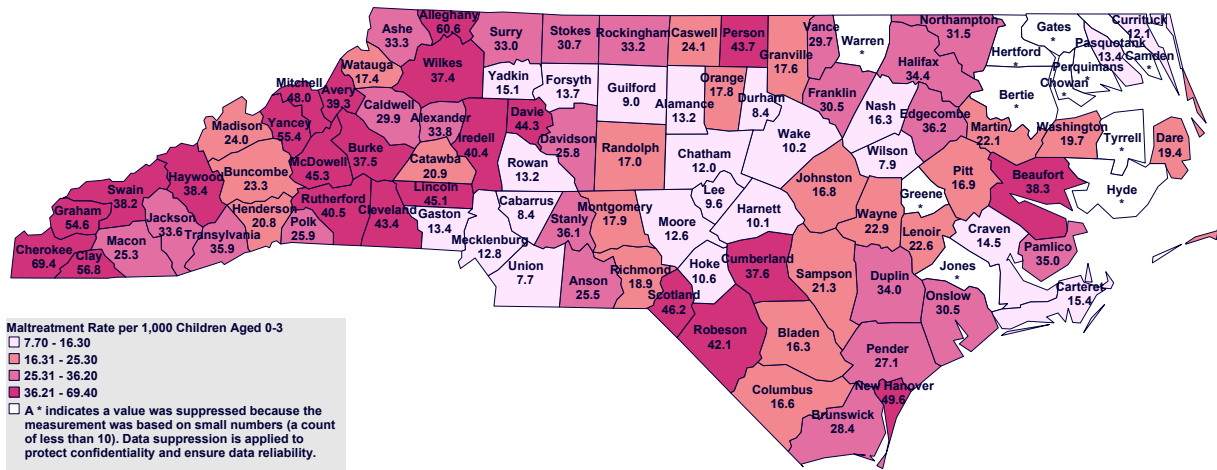 Alleghany
60.6
Ashe
33.3
Surry
33.0
Stokes
30.7
Rockingham
33.2
Caswell
24.1
Person
43.7
Vance
29.7
Granville
17.6
Warren
*
Northampton
31.5
Gates
*
Currituck
12.1
Pasquotank
13.4
Camden
*
Hertford
*
Perquimans
*
Chowan
*
Halifax
34.4
Bertie
*
Watauga
17.4
Wilkes
37.4
Yadkin
15.1
Forsyth
13.7
Guilford
9.0
Alamance
13.2
Orange
17.8
Durham
8.4
Franklin
30.5
Nash
16.3
Edgecombe
36.2
Martin
22.1
Washington
19.7
Tyrrell
*
Dare
19.4
Mitchell
48.0
Avery
39.3
Caldwell
29.9
Alexander
33.8
Iredell
40.4
Davie
44.3
Davidson
25.8
Randolph
17.0
Chatham
12.0
Wake
10.2
Wilson
7.9
Pitt
16.9
Beaufort
38.3
Hyde
*
Madison
24.0
Yancey
55.4
McDowell
45.3
Burke
37.5
Catawba
20.9
Rowan
13.2
Johnston
16.8
Greene
*
Swain
38.2
Haywood
38.4
Buncombe
23.3
Rutherford
40.5
Cleveland
43.4
Lincoln
45.1
Gaston
13.4
Cabarrus
8.4
Stanly
36.1
Montgomery
17.9
Moore
12.6
Lee
9.6
Harnett
10.1
Wayne
22.9
Lenoir
22.6
Craven
14.5
Pamlico
35.0
Graham
54.6
Jackson
33.6
Henderson
20.8
Polk
25.9
Transylvania
35.9
Cherokee
69.4
Clay
56.8
Macon
25.3
Mecklenburg
12.8
Union
7.7
Anson
25.5
Richmond
18.9
Hoke
10.6
Scotland
46.2
Cumberland
37.6
Sampson
21.3
Duplin
34.0
Jones
*
Onslow
30.5
Carteret
15.4
Robeson
42.1
Bladen
16.3
Pender
27.1
Columbus
16.6
New Hanover
49.6
Brunswick
28.4
Maltreatment Rate per 1,000 Children Aged 0-3
7.70 - 16.30
16.31 - 25.30
25.31 - 36.20
36.21 - 69.40
A * indicates a value was suppressed because the
measurement was based on small numbers (a count
of less than 10). Data suppression is applied to
protect confidentiality and ensure data reliability.